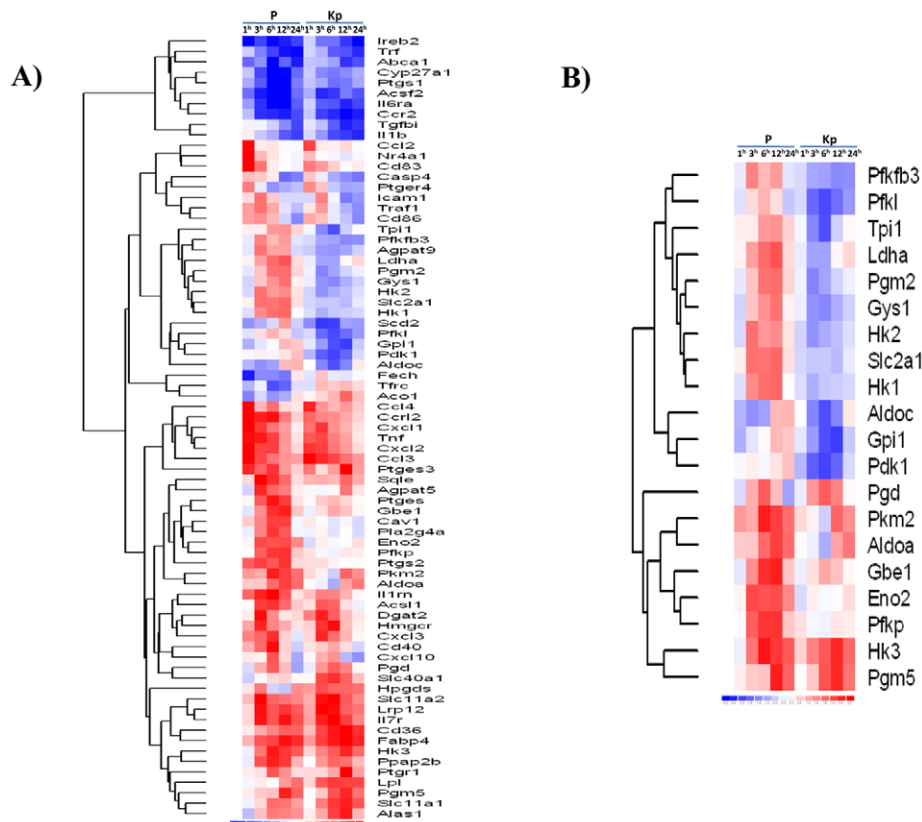 A)
P Kp
1h 3h 6h 12h 24h 1h 3h 6h 12h 24h
Ireb2
Trf
Abca1
Cyp27a1
Ptgs1
Acsf2
Il6ra
Ccr2
Tgfbi
Il1b
Ccl2
Nr4a1
Cd83
Casp4
Ptger4
Icam1
Traf1
Cd86
Tpi1
Pfkfb3
Agpat9
Ldha
Pgm2
Gys1
Hk2
Slc2a1
Hk1
Scd2
Pfkl
Gpi1
Pdk1
Aldoc
Fech
Tfrc
Aco1
Ccl4
Ccrl2
Cxcl1
Tnf
Cxcl2
Ccl3
Ptges3
Sqle
Agpat5
Ptges
Gbe1
Cav1
Pla2g4a
Eno2
Pfkp
Ptgs2
Pkm2
Aldoa
Il1rn
Acsl1
Dgat2
Hmgcr
Cxcl3
Cd40
Cxcl10
Pgd
Slc40a1
Hpgds
Slc11a2
Lrp12
Il7r
Cd36
Fabp4
Hk3
Ppap2b
Ptgr1
Lpl
Pgm5
Slc11a1
Alas1
B)
P Kp
1h 3h 6h 12h 24h 1h 3h 6h 12h 24h
Pfkfb3
Pfkl
Tpi1
Ldha
Pgm2
Gys1
Hk2
Slc2a1
Hk1
Aldoc
Gpi1
Pdk1
Pgd
Pkm2
Aldoa
Gbe1
Eno2
Pfkp
Hk3
Pgm5